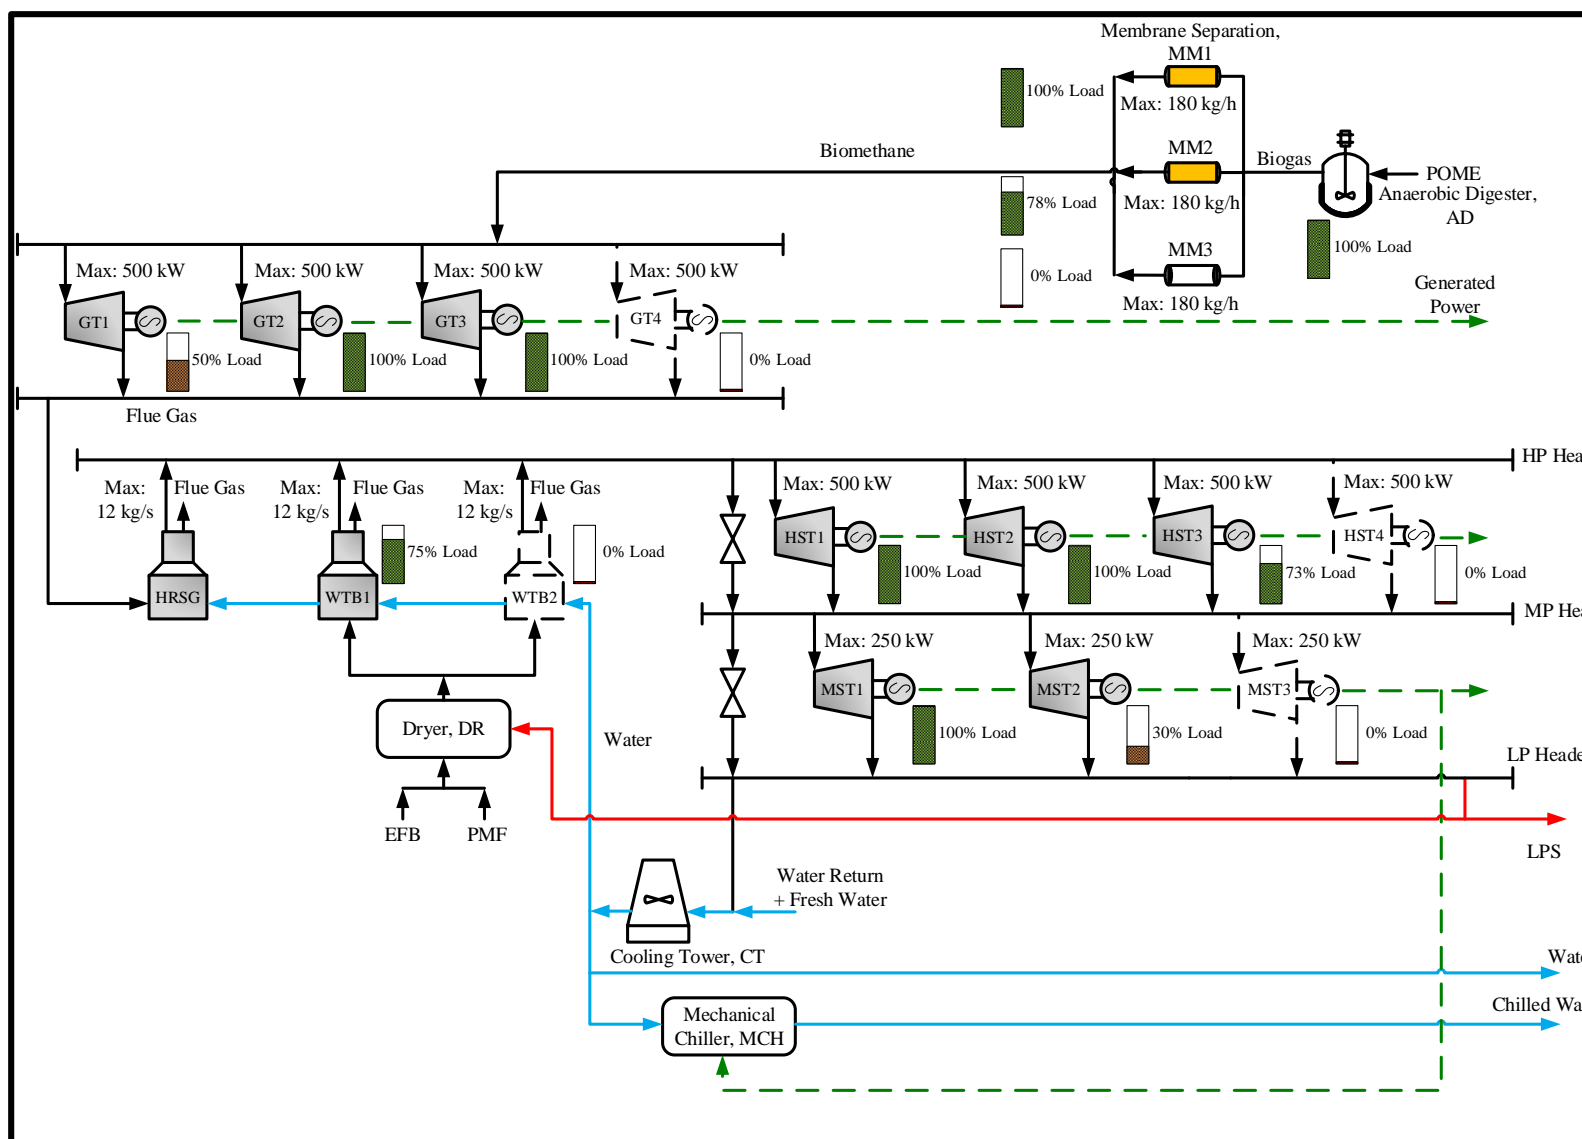 Membrane Separation,
MM1
100% Load
Max: 180 kg/h
MM2
Biomethane
Biogas
POME
Anaerobic Digester,
AD
78% Load
Max: 180 kg/h
MM3
0% Load
100% Load
Max: 180 kg/h
Generated
Power
Max: 500 kW
Max: 500 kW
Max: 500 kW
Max: 500 kW
GT1
GT2
GT3
GT4
50% Load
100% Load
100% Load
0% Load
Flue Gas
HP Hea
Max:
12 kg/s
Flue Gas
Max:
12 kg/s
Flue Gas
Max:
12 kg/s
Flue Gas
Max: 500 kW
Max: 500 kW
Max: 500 kW
Max: 500 kW
HST1
HST2
HST3
HST4
75% Load
0% Load
100% Load
100% Load
73% Load
0% Load
HRSG
WTB1
WTB2
MP Hea
Max: 250 kW
Max: 250 kW
Max: 250 kW
MST1
MST2
MST3
Dryer, DR
Water
100% Load
30% Load
0% Load
LP Heade
EFB
PMF
LPS
Water Return
+ Fresh Water
Cooling Tower, CT
Wate
Mechanical
Chiller, MCH
Chilled Wa